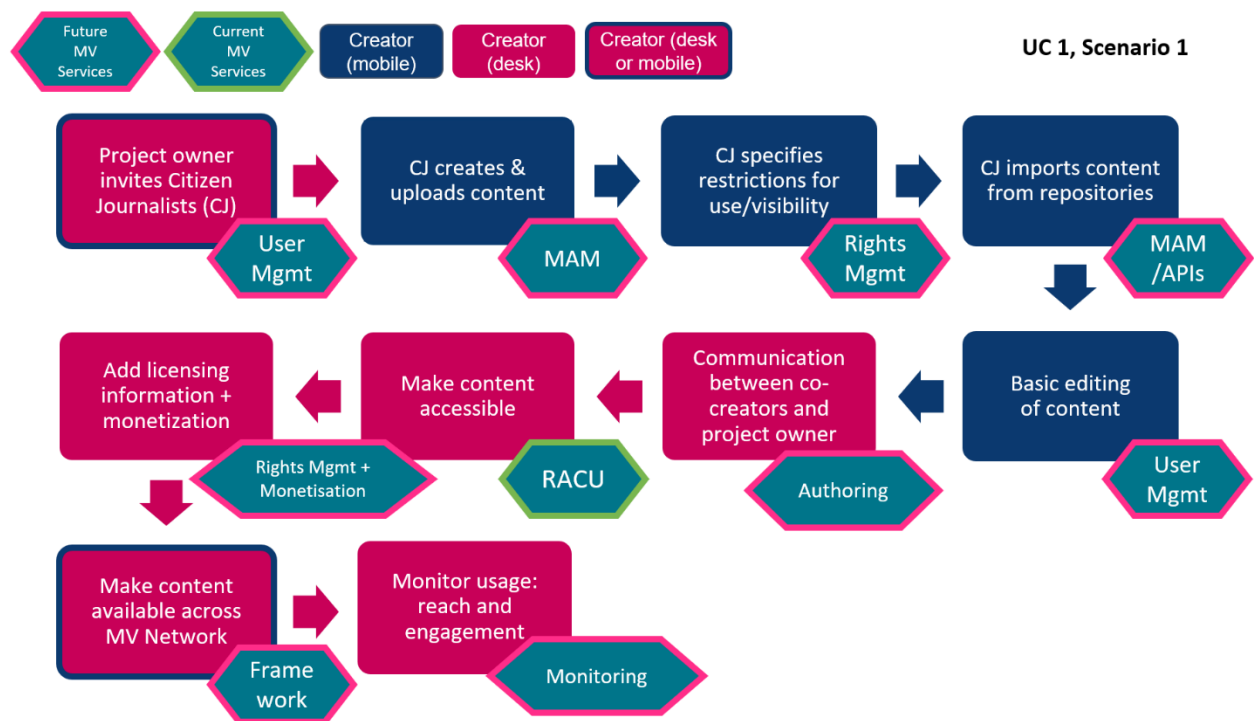 Future
MV
Services
Current
MV
Services
Creator
(mobile)
Creator
(desk)
Creator (desk
or mobile)
UC 1, Scenario 1
Project owner
invites Citizen
Journalists (CJ)
User
Mgmt
CJ creates &
uploads content
MAM
CJ specifies
restrictions for
use/visibility
Rights
Mgmt
CJ imports content
from repositories
MAM
/APIs
Add licensing
information +
monetization
Rights Mgmt +
Monetisation
Make content
accessible
RACU
Communication
between co-
creators and
project owner
Authoring
Basic editing
of content
User
Mgmt
Make content
available across
MV Network
Frame
work
Monitor usage:
reach and
engagement
Monitoring